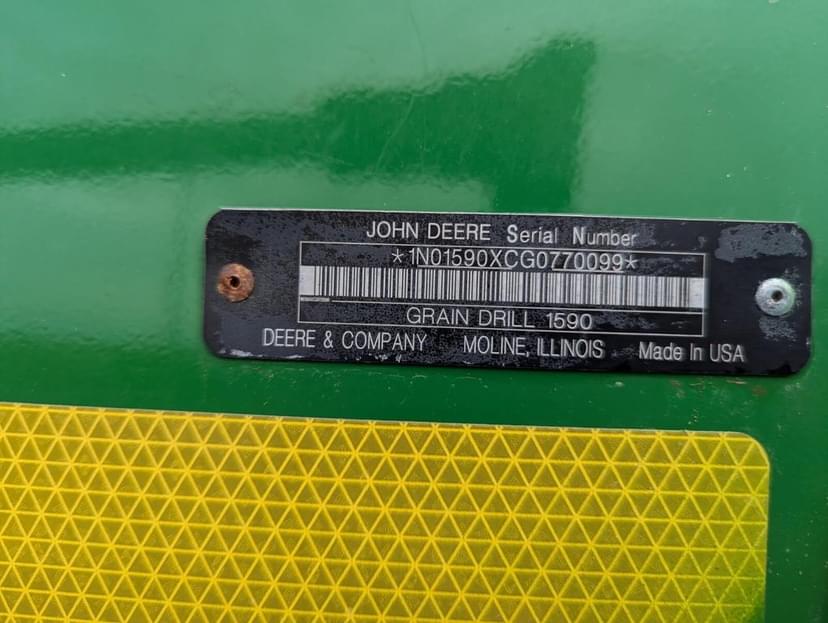 JOHN DEERE Serial Number
*1N01590XCG0770099*
GRAIN DRILL 1590
DEERE & COMPANY MOLINE, ILLINOIS Made In USA